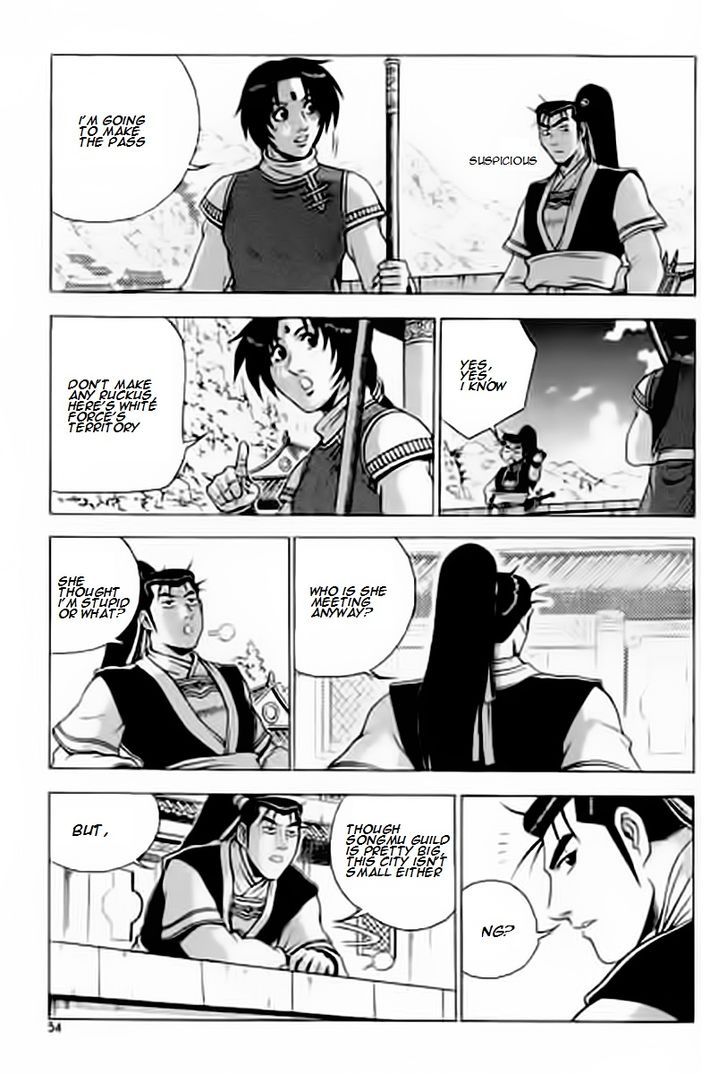 I'M GOING
TO MAKE
THE PASS
SUSPICIOUS
DON'T MAKE
ANY RUCKUS,
HERE'S WHITE
FORCE'S
TERRITORY
YES,
YES,
I KNOW
SHE
THOUGHT
I'M STUPID
OR WHAT?
WHO IS SHE
MEETING
ANYWAY?
BUT,
THOUGH
SONGMU GUILD
IS PRETTY BIG,
THIS CITY ISN'T
SMALL EITHER
NG?
54